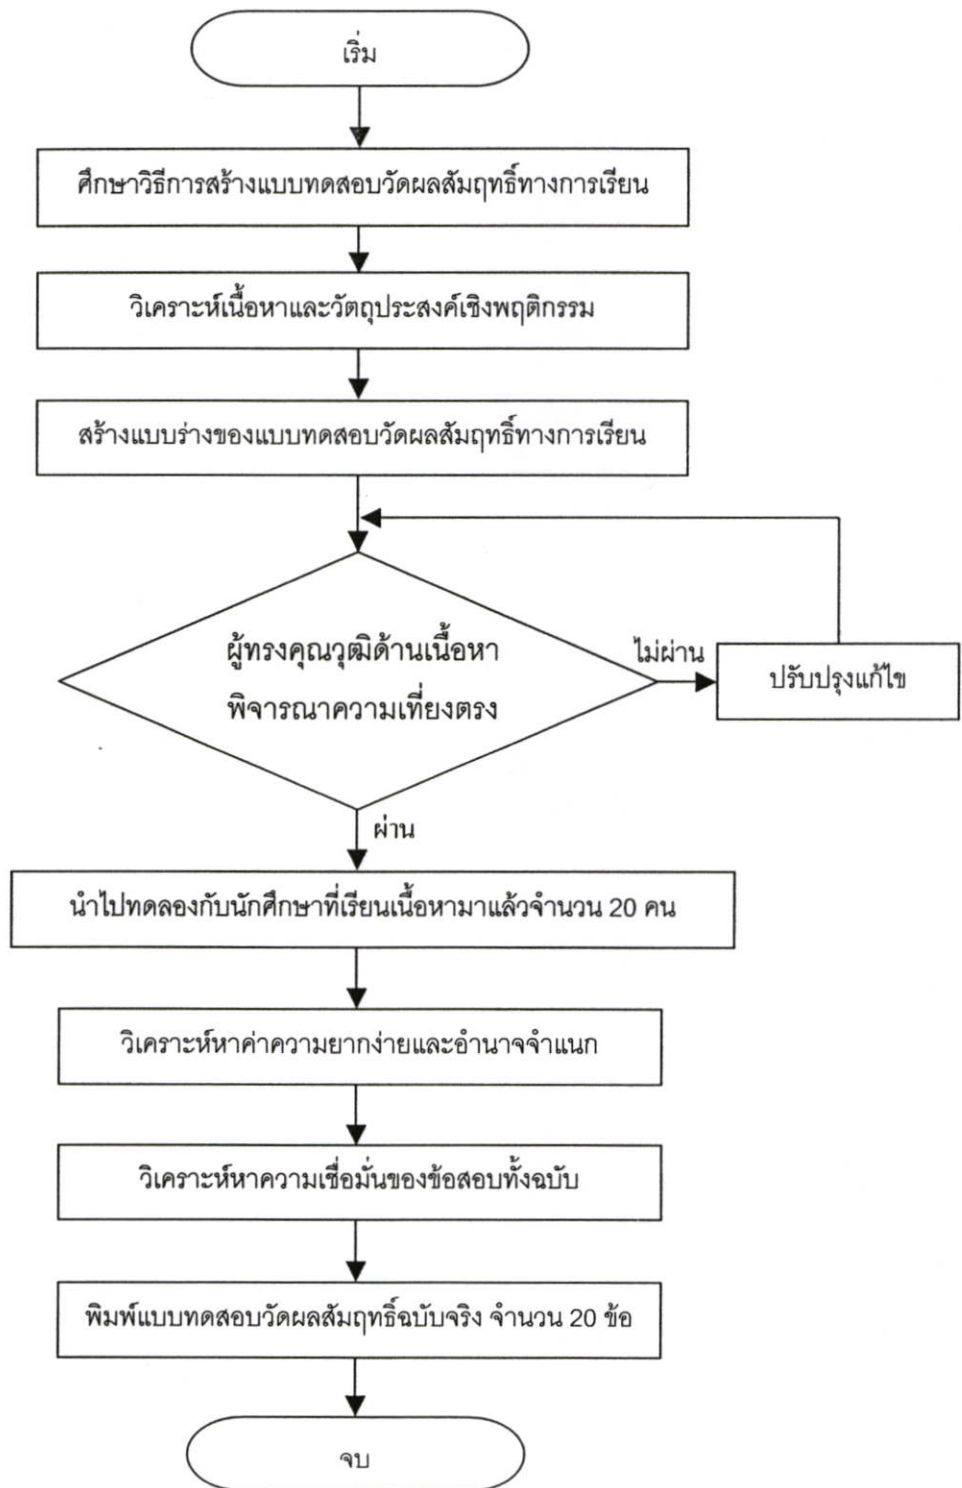 เริ่ม
ศึกษาวิธีการสร้างแบบทดสอบวัดผลสัมฤทธิ์ทางการเรียน
วิเคราะห์เนื้อหาและวัตถุประสงค์เชิงพฤติกรรม
สร้างแบบร่างของแบบทดสอบวัดผลสัมฤทธิ์ทางการเรียน
ผู้ทรงคุณวุฒิด้านเนื้อหา
พิจารณาความเที่ยงตรง
ไม่ผ่าน
ปรับปรุงแก้ไข
ผ่าน
นำไปทดลองกับนักศึกษาที่เรียนเนื้อหามาแล้วจำนวน 20 คน
วิเคราะห์หาค่าความยากง่ายและอำนาจจำแนก
วิเคราะห์หาความเชื่อมั่นของข้อสอบทั้งฉบับ
พิมพ์แบบทดสอบวัดผลสัมฤทธิ์ฉบับจริง จำนวน 20 ข้อ
จบ